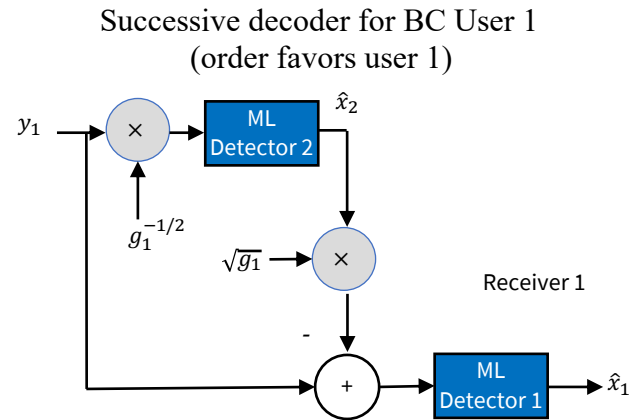 Successive decoder for BC User 1
(order favors user 1)
x̂₂
y₁
×
ML
Detector 2
g₁^{-1/2}
√g₁
×
Receiver 1
-
+
ML
Detector 1
x̂₁